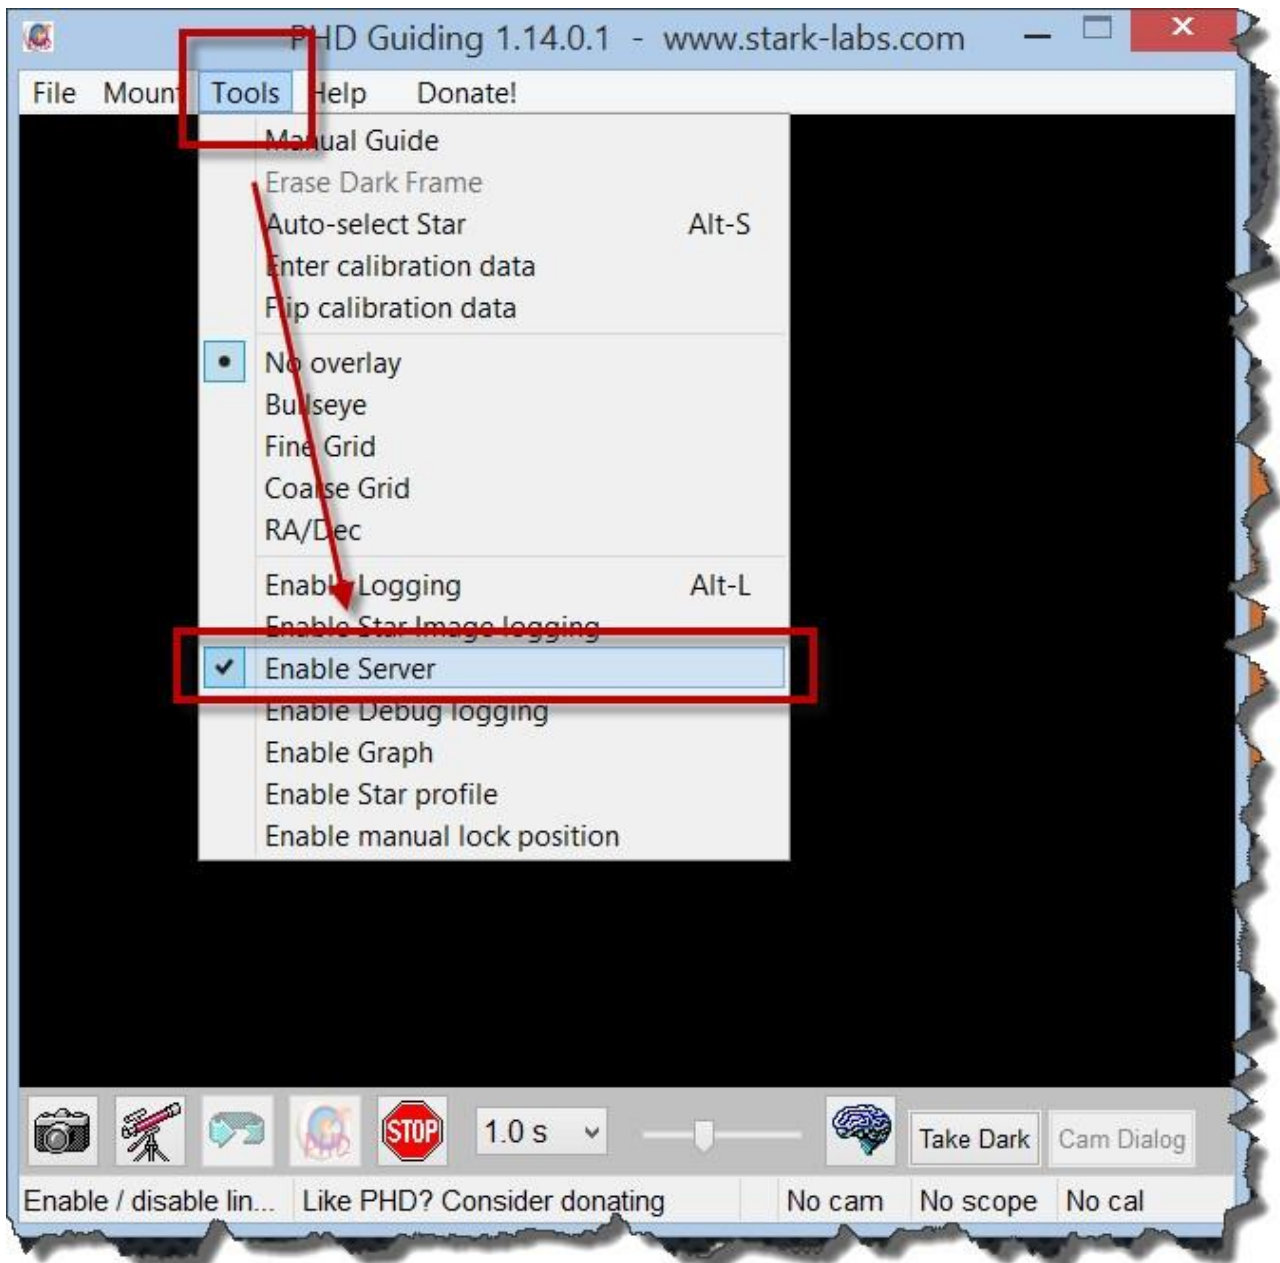 PHD Guiding 1.14.0.1 - www.stark-labs.com
File Mount Tools Help Donate!
Manual Guide
Erase Dark Frame
Auto-select Star Alt-S
Enter calibration data
Flip calibration data
No overlay
Bullseye
Fine Grid
Coarse Grid
RA/Dec
Enable Logging Alt-L
Enable Star Image logging
Enable Server
Enable Debug logging
Enable Graph
Enable Star profile
Enable manual lock position
PHD STOP 1.0 s Take Dark Cam Dialog
Enable / disable lin... Like PHD? Consider donating No cam No scope No cal